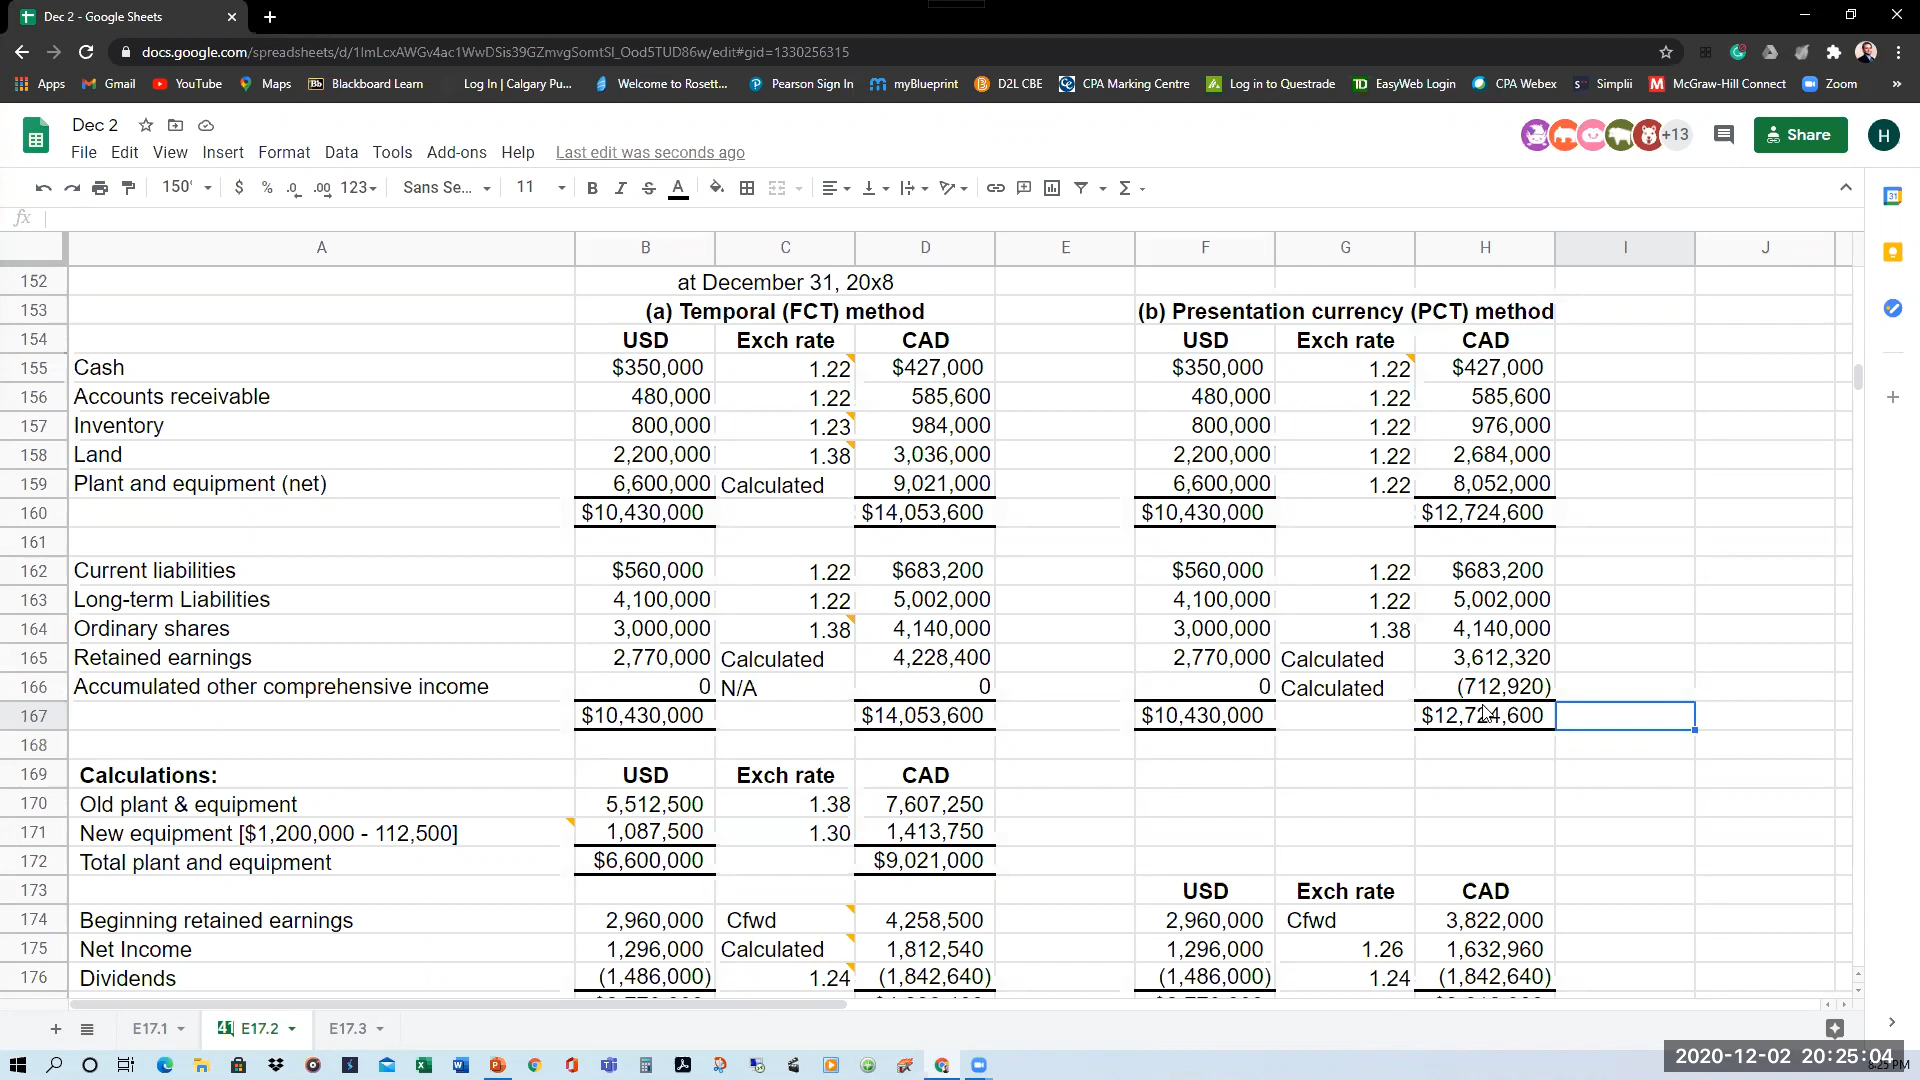 Dec 2 - Google Sheets
docs.google.com/spreadsheets/d/1lmLcxAWGv4ac1WwDSis39GZmvgSomtSl_Ood5TUD86w/edit#gid=1330256315
Apps Gmail YouTube Maps Blackboard Learn Log In | Calgary Pu... Welcome to Rosett... Pearson Sign In myBlueprint D2L CBE CPA Marking Centre Log in to Questrade EasyWeb Login CPA Webex Simplii McGraw-Hill Connect Zoom »
Dec 2
+13 Share H
File Edit View Insert Format Data Tools Add-ons Help Last edit was seconds ago
$ % .0 .00 123 Sans Se... 11 B I S A
fx
A B C D E F G H I J
152 at December 31, 20x8
153 (a) Temporal (FCT) method (b) Presentation currency (PCT) method
154 USD Exch rate CAD USD Exch rate CAD
155 Cash $350,000 1.22 $427,000 $350,000 1.22 $427,000
156 Accounts receivable 480,000 1.22 585,600 480,000 1.22 585,600
157 Inventory 800,000 1.23 984,000 800,000 1.22 976,000
158 Land 2,200,000 1.38 3,036,000 2,200,000 1.22 2,684,000
159 Plant and equipment (net) 6,600,000 Calculated 9,021,000 6,600,000 1.22 8,052,000
160 $10,430,000 $14,053,600 $10,430,000 $12,724,600
161
162 Current liabilities $560,000 1.22 $683,200 $560,000 1.22 $683,200
163 Long-term Liabilities 4,100,000 1.22 5,002,000 4,100,000 1.22 5,002,000
164 Ordinary shares 3,000,000 1.38 4,140,000 3,000,000 1.38 4,140,000
165 Retained earnings 2,770,000 Calculated 4,228,400 2,770,000 Calculated 3,612,320
166 Accumulated other comprehensive income 0 N/A 0 0 Calculated (712,920)
167 $10,430,000 $14,053,600 $10,430,000 $12,724,600
168
169 Calculations: USD Exch rate CAD
170 Old plant & equipment 5,512,500 1.38 7,607,250
171 New equipment [$1,200,000 - 112,500] 1,087,500 1.30 1,413,750
172 Total plant and equipment $6,600,000 $9,021,000
173 USD Exch rate CAD
174 Beginning retained earnings 2,960,000 Cfwd 4,258,500 2,960,000 Cfwd 3,822,000
175 Net Income 1,296,000 Calculated 1,812,540 1,296,000 1.26 1,632,960
176 Dividends (1,486,000) 1.24 (1,842,640) (1,486,000) 1.24 (1,842,640)
E17.1 41 E17.2 E17.3
2020-12-02 20:25:04